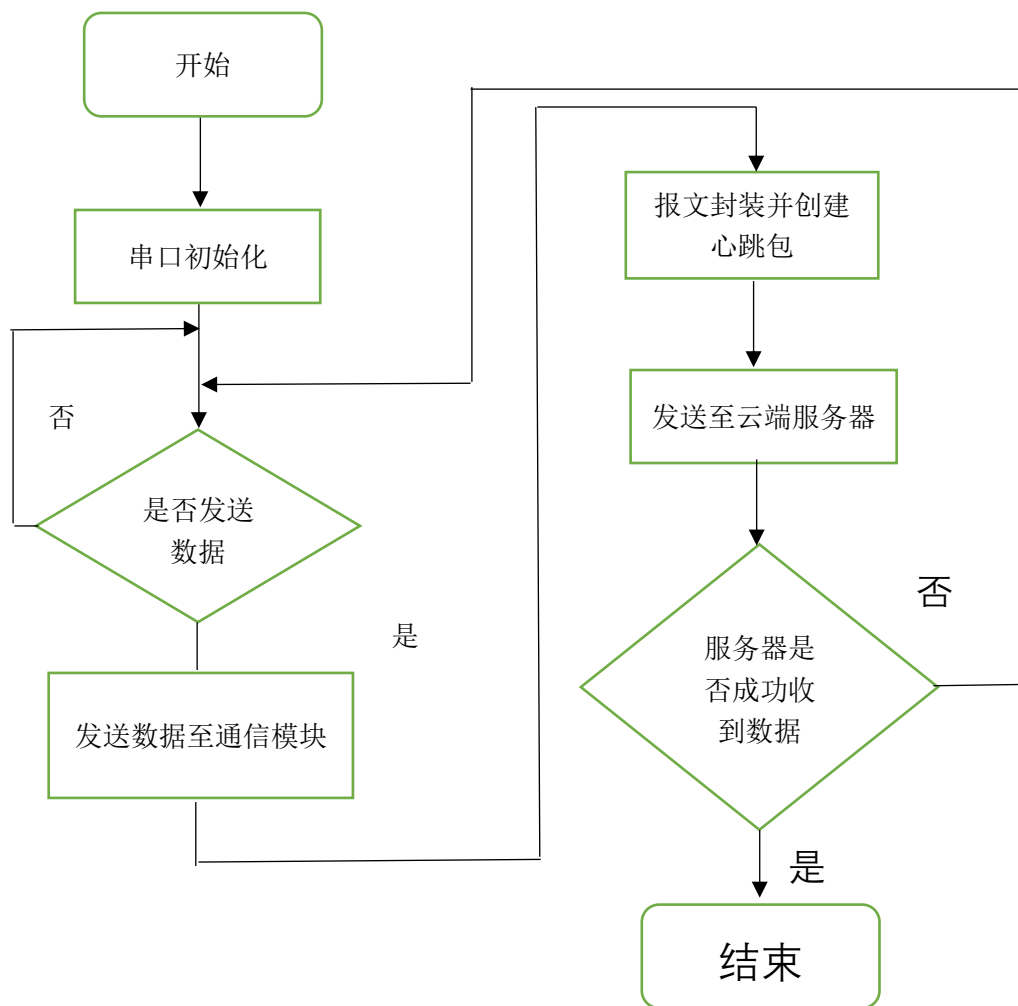 开始
串口初始化
否
是否发送
数据
是
发送数据至通信模块
报文封装并创建
心跳包
发送至云端服务器
服务器是
否成功收
到数据
否
是
结束